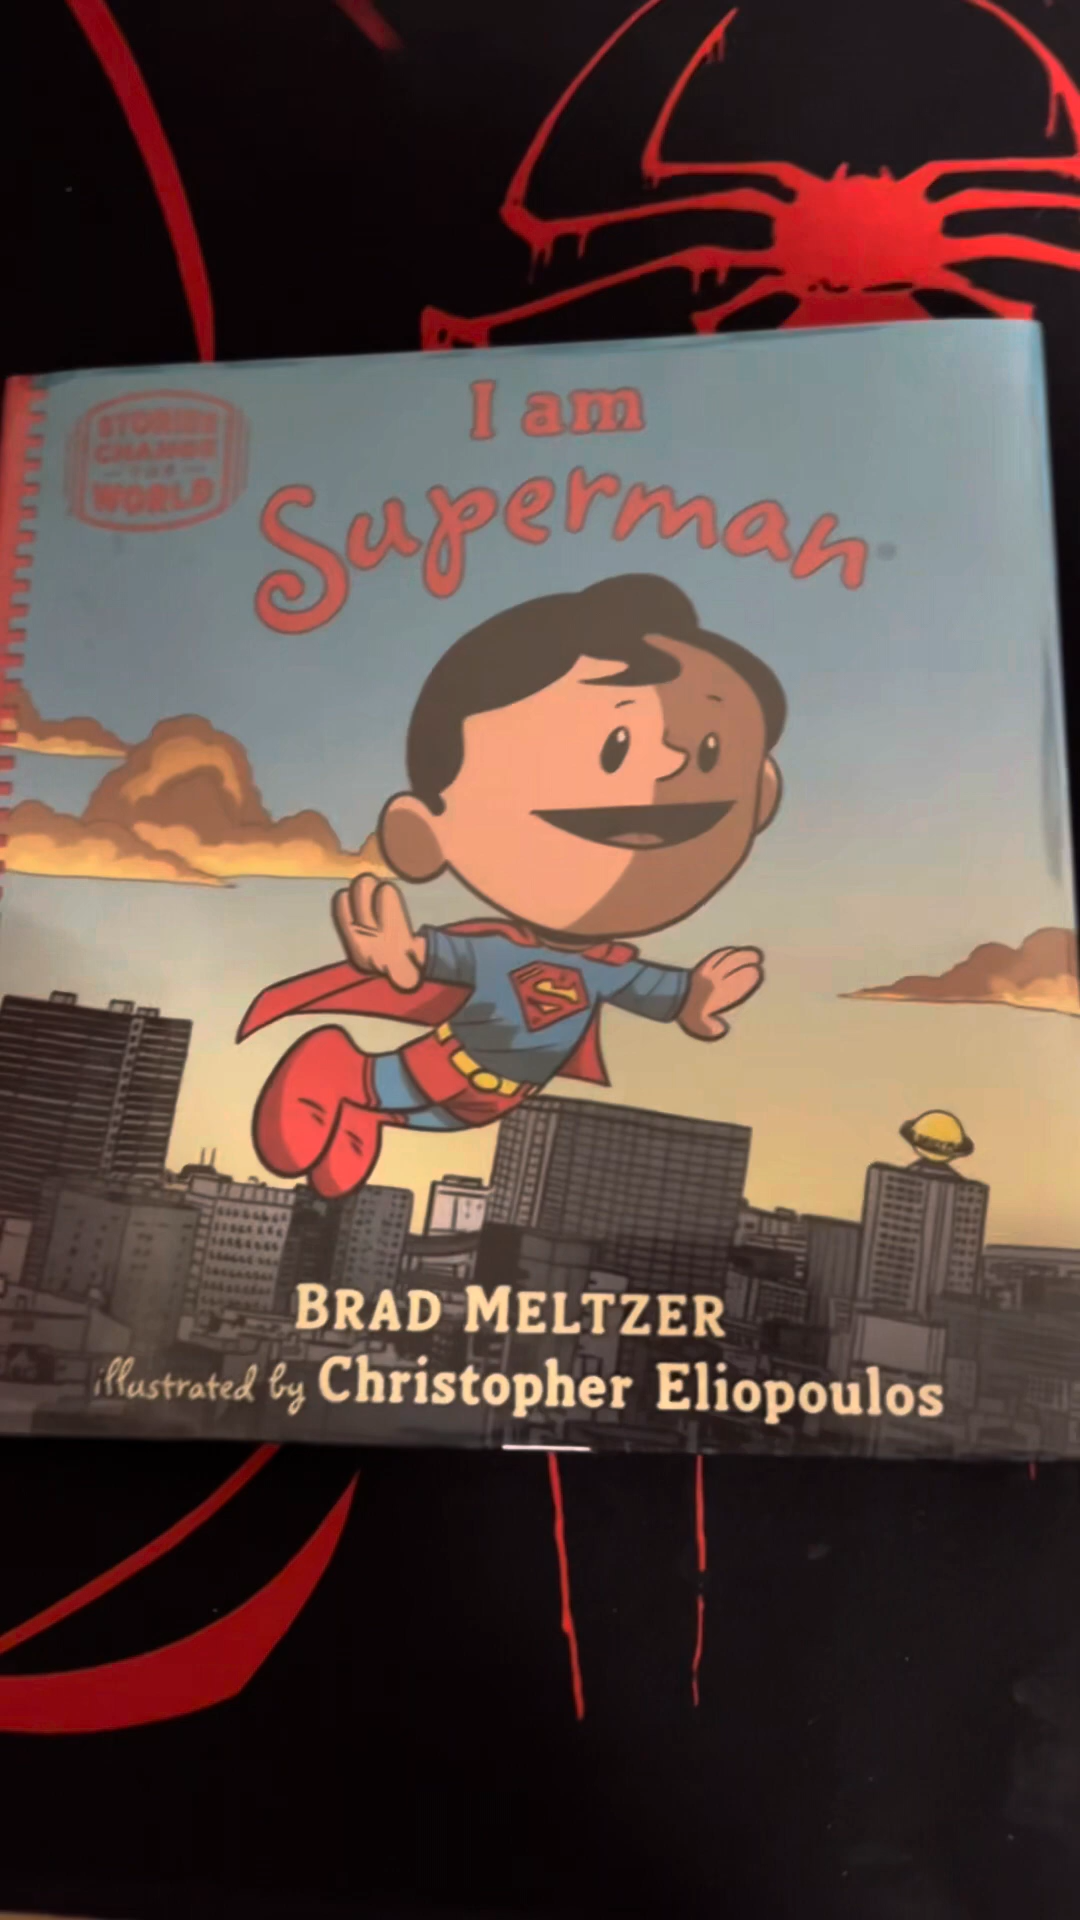 I am
Superman
STORIES
CHANGE
THE
WORLD
BRAD MELTZER
illustrated by Christopher Eliopoulos